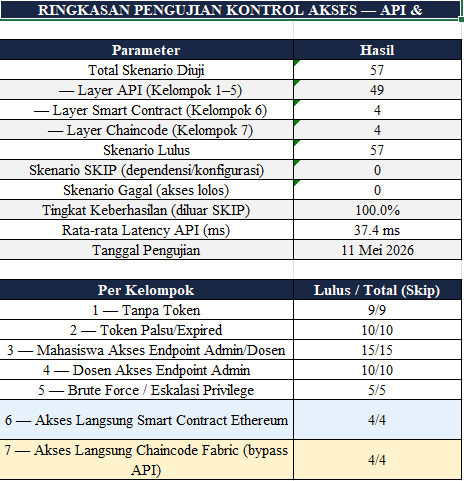 RINGKASAN PENGUJIAN KONTROL AKSES — API &
Parameter Hasil
Total Skenario Diuji 57
— Layer API (Kelompok 1–5) 49
— Layer Smart Contract (Kelompok 6) 4
— Layer Chaincode (Kelompok 7) 4
Skenario Lulus 57
Skenario SKIP (dependensi/konfigurasi) 0
Skenario Gagal (akses lolos) 0
Tingkat Keberhasilan (diluar SKIP) 100.0%
Rata-rata Latency API (ms) 37.4 ms
Tanggal Pengujian 11 Mei 2026
Per Kelompok Lulus / Total (Skip)
1 — Tanpa Token 9/9
2 — Token Palsu/Expired 10/10
3 — Mahasiswa Akses Endpoint Admin/Dosen 15/15
4 — Dosen Akses Endpoint Admin 10/10
5 — Brute Force / Eskalasi Privilege 5/5
6 — Akses Langsung Smart Contract Ethereum 4/4
7 — Akses Langsung Chaincode Fabric (bypass
API) 4/4